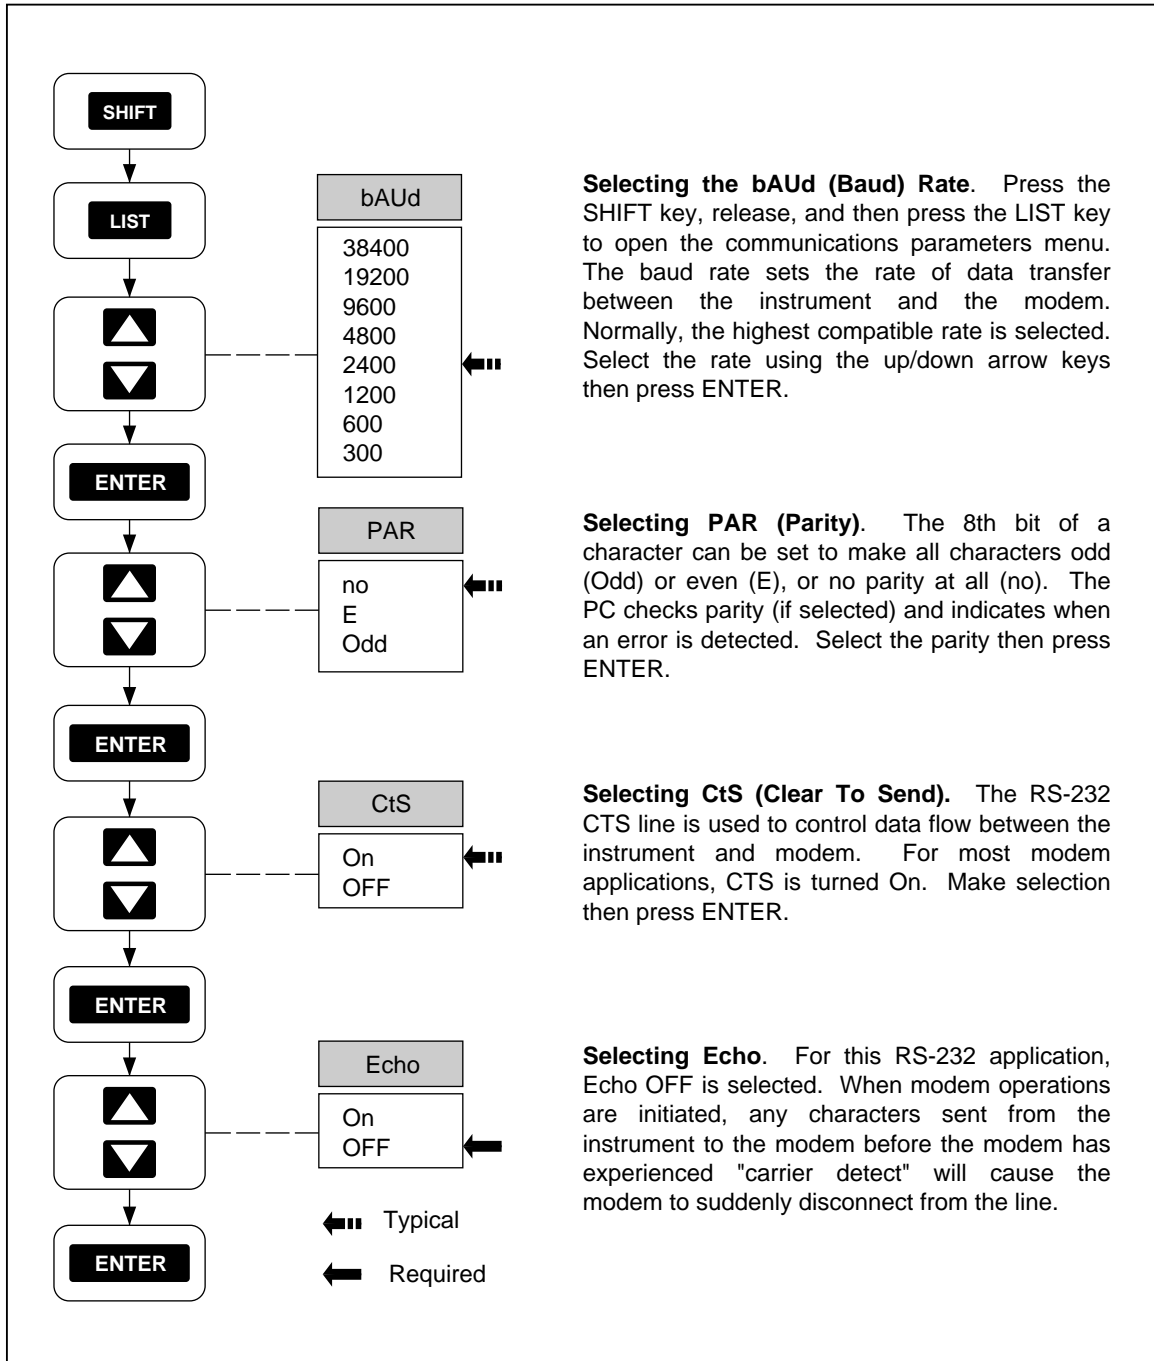 SHIFT
LIST
bAUd
38400
19200
9600
4800
2400
1200
600
300
Selecting the bAUd (Baud) Rate. Press the
SHIFT key, release, and then press the LIST key
to open the communications parameters menu.
The baud rate sets the rate of data transfer
between the instrument and the modem.
Normally, the highest compatible rate is selected.
Select the rate using the up/down arrow keys
then press ENTER.
ENTER
PAR
no
E
Odd
Selecting PAR (Parity). The 8th bit of a
character can be set to make all characters odd
(Odd) or even (E), or no parity at all (no). The
PC checks parity (if selected) and indicates when
an error is detected. Select the parity then press
ENTER.
ENTER
CtS
On
OFF
Selecting CtS (Clear To Send). The RS-232
CTS line is used to control data flow between the
instrument and modem. For most modem
applications, CTS is turned On. Make selection
then press ENTER.
ENTER
Echo
On
OFF
Selecting Echo. For this RS-232 application,
Echo OFF is selected. When modem operations
are initiated, any characters sent from the
instrument to the modem before the modem has
experienced "carrier detect" will cause the
modem to suddenly disconnect from the line.
ENTER
Typical
Required